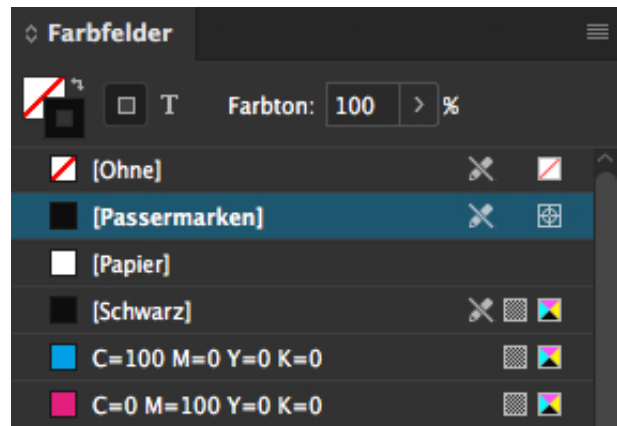 Farbfelder
T Farbton: 100 %
[Ohne]
[Passermarken]
[Papier]
[Schwarz]
C=100 M=0 Y=0 K=0
C=0 M=100 Y=0 K=0